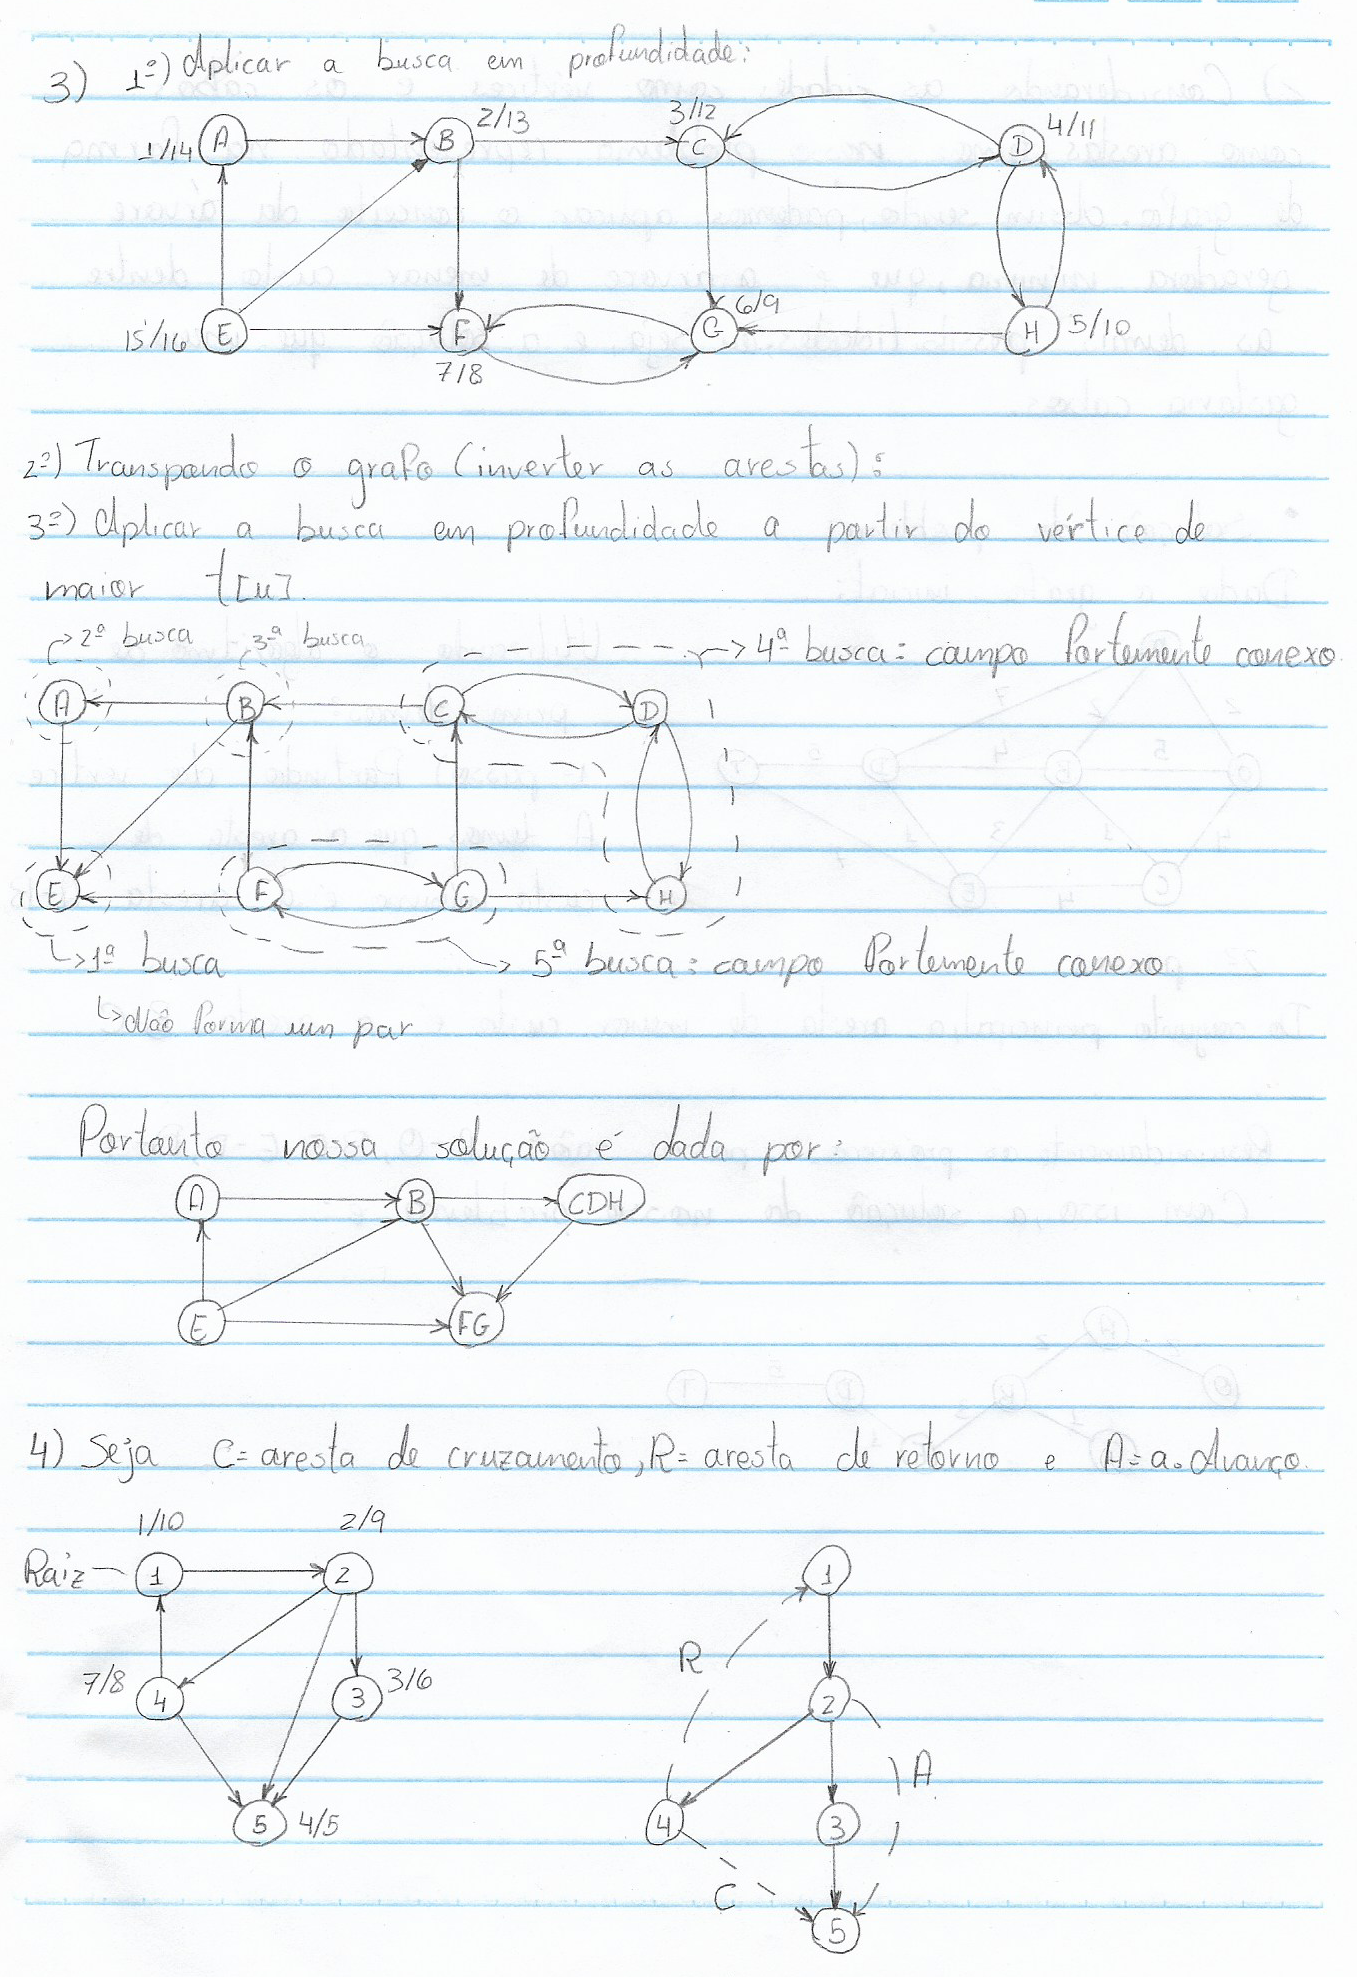 3) 1º) Aplicar a busca em profundidade:
1/14 A B 2/13 3/12 C D 4/11
15/16 E F 7/8 G 6/9 H 5/10
2º) Transpondo o grafo (inverter as arestas):
3º) Aplicar a busca em profundidade a partir do vértice de
maior f[u].
2ª busca 3ª busca 4ª busca: campo fortemente conexo
A B C D
E F G H
1ª busca 5ª busca: campo fortemente conexo
Não forma um par
Portanto nossa solução é dada por:
A B CDH
E FG
4) Seja C= aresta de cruzamento, R= aresta de retorno e A= a. Avanço.
1/10 2/9
Raiz 1 2
7/8 4 3 3/6
5 4/5
1
R
2
A
4 3
C
5